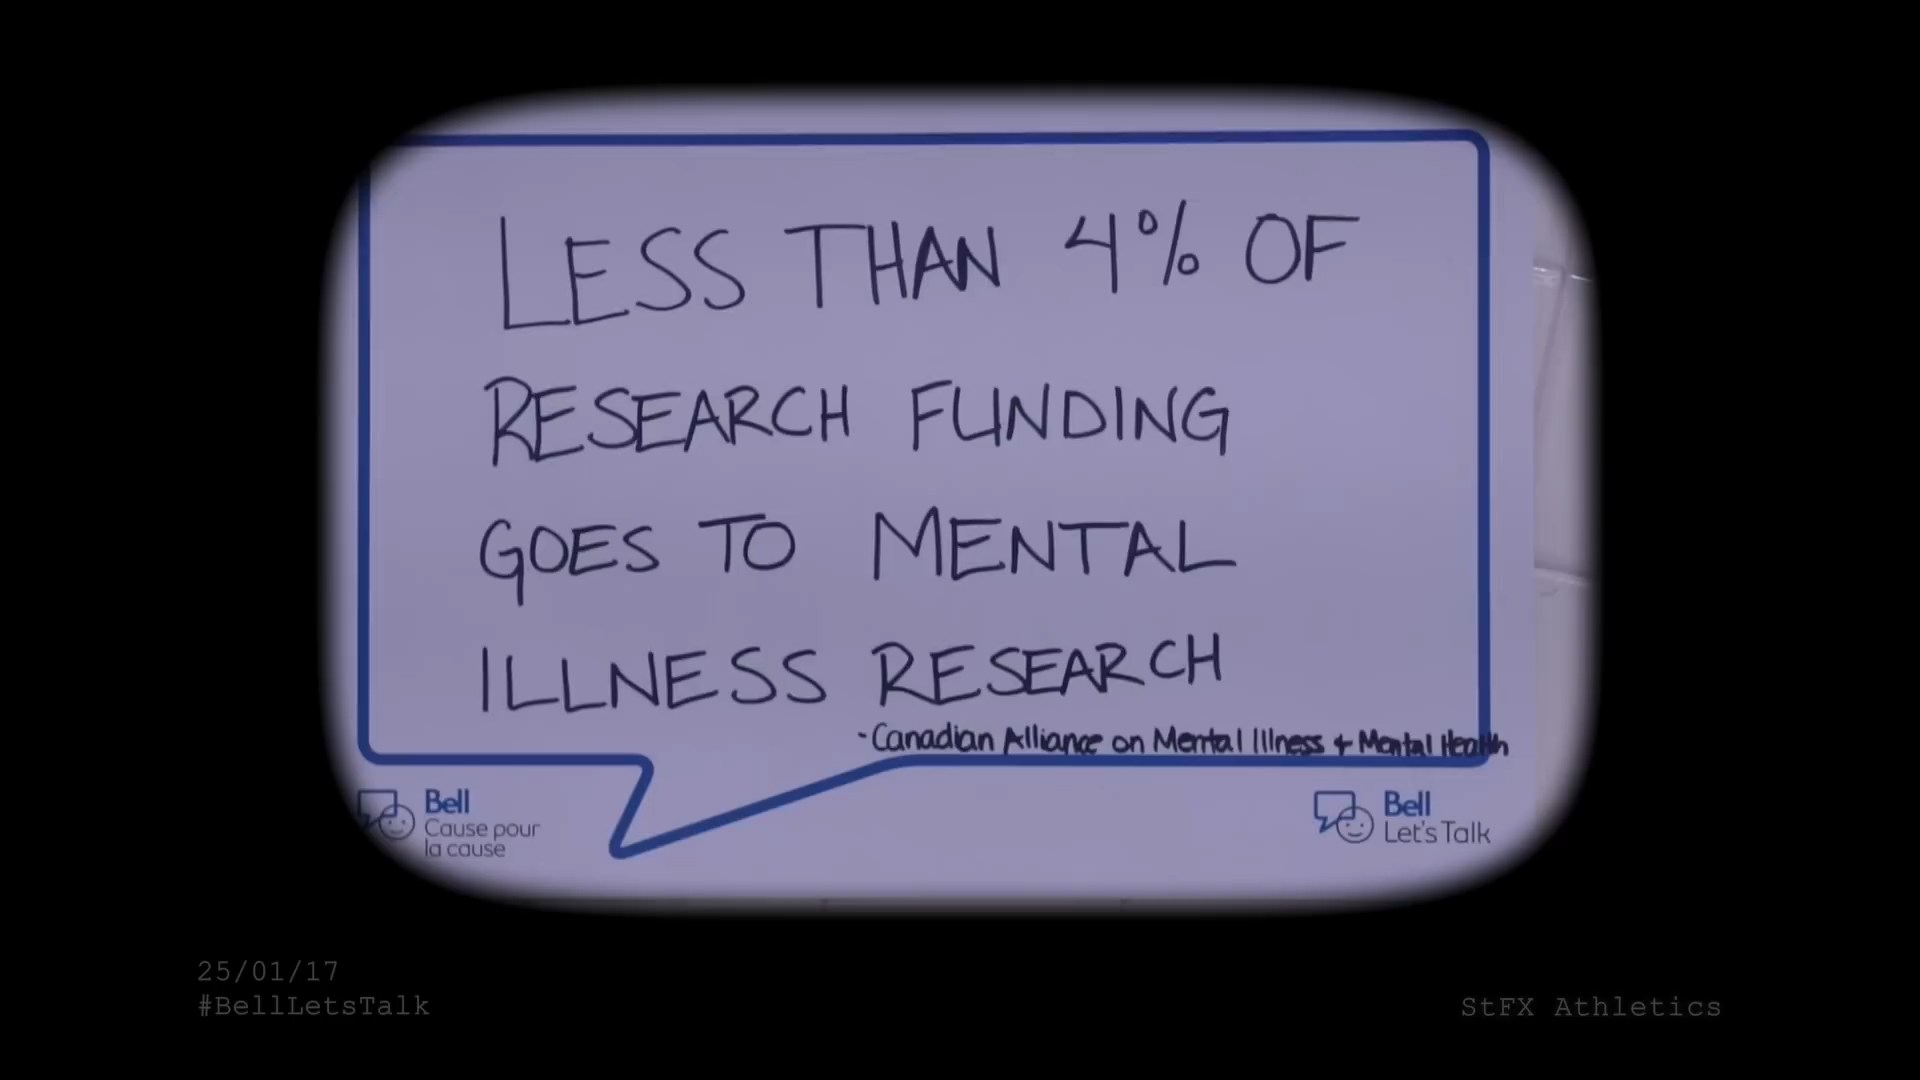 LESS THAN 4% OF
RESEARCH FUNDING
GOES TO MENTAL
ILLNESS RESEARCH
-Canadian Alliance on Mental Illness + Mental Health
Bell
Cause pour
la cause
Bell
Let's Talk
25/01/17
#BellLetsTalk
StFX Athletics